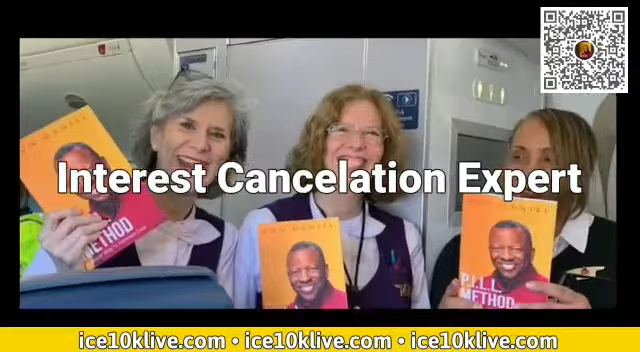 Interest Cancelation Expert
METHOD
P.I.L.L.
METHOD
ice10klive.com • ice10klive.com • ice10klive.com